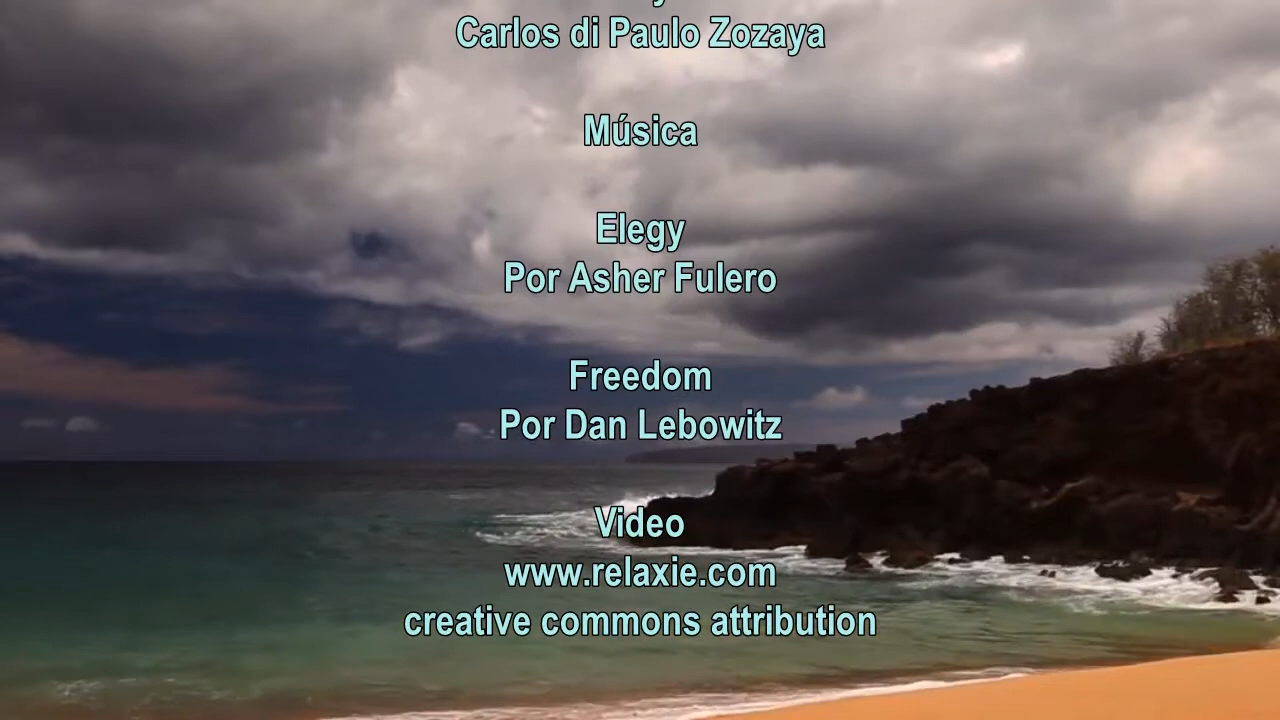 Carlos di Paulo Zozaya
Música
Elegy
Por Asher Fulero
Freedom
Por Dan Lebowitz
Video
www.relaxie.com
creative commons attribution